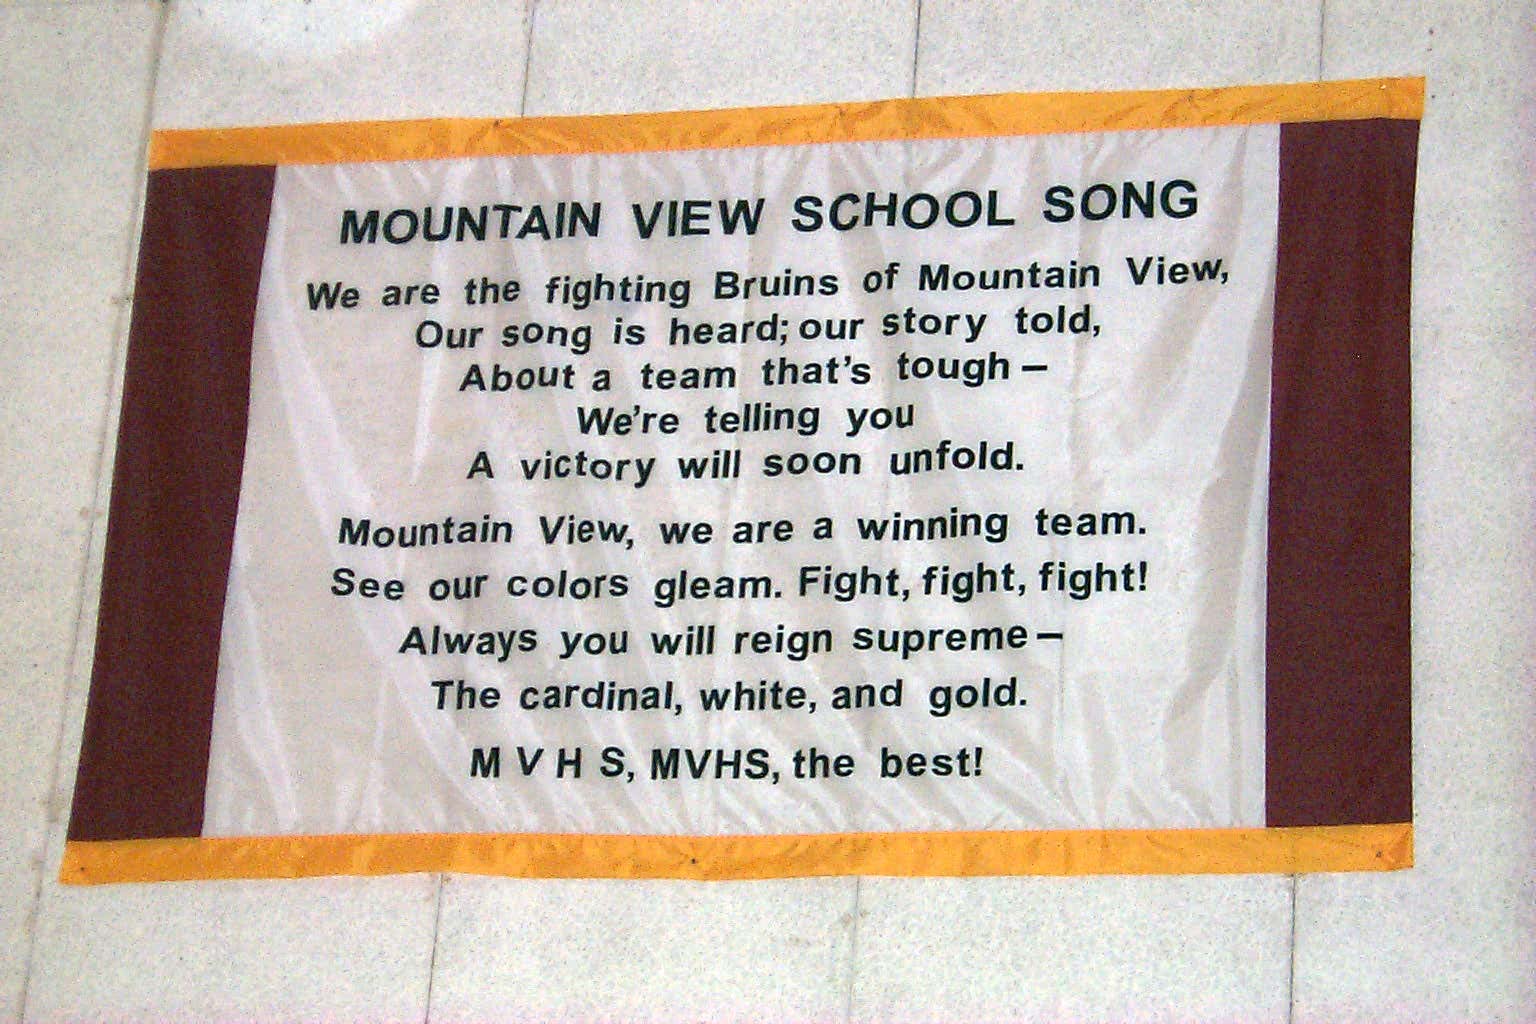 MOUNTAIN VIEW SCHOOL SONG
We are the fighting Bruins of Mountain View,
Our song is heard; our story told,
About a team that's tough –
We're telling you
A victory will soon unfold.
Mountain View, we are a winning team.
See our colors gleam. Fight, fight, fight!
Always you will reign supreme –
The cardinal, white, and gold.
M V H S, MVHS, the best!